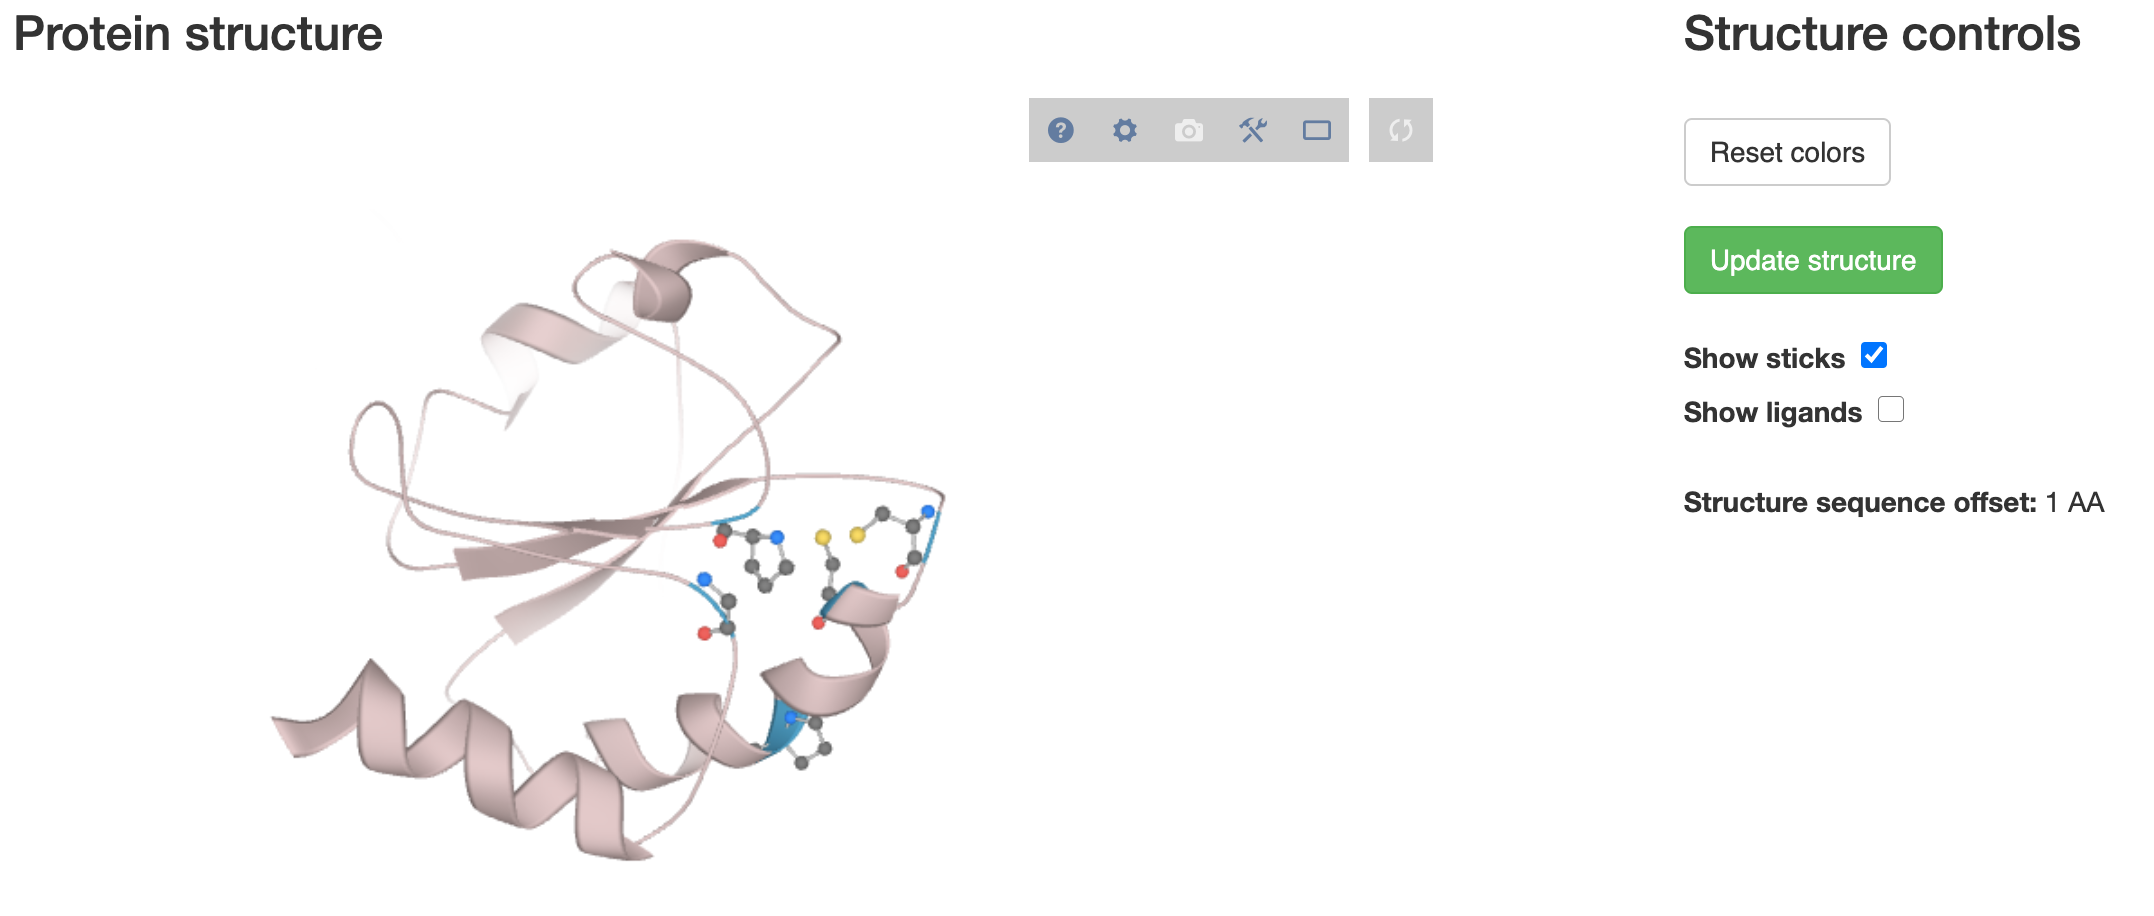 Protein structure
Structure controls
?
Reset colors
Update structure
Show sticks
Show ligands
Structure sequence offset: 1 AA